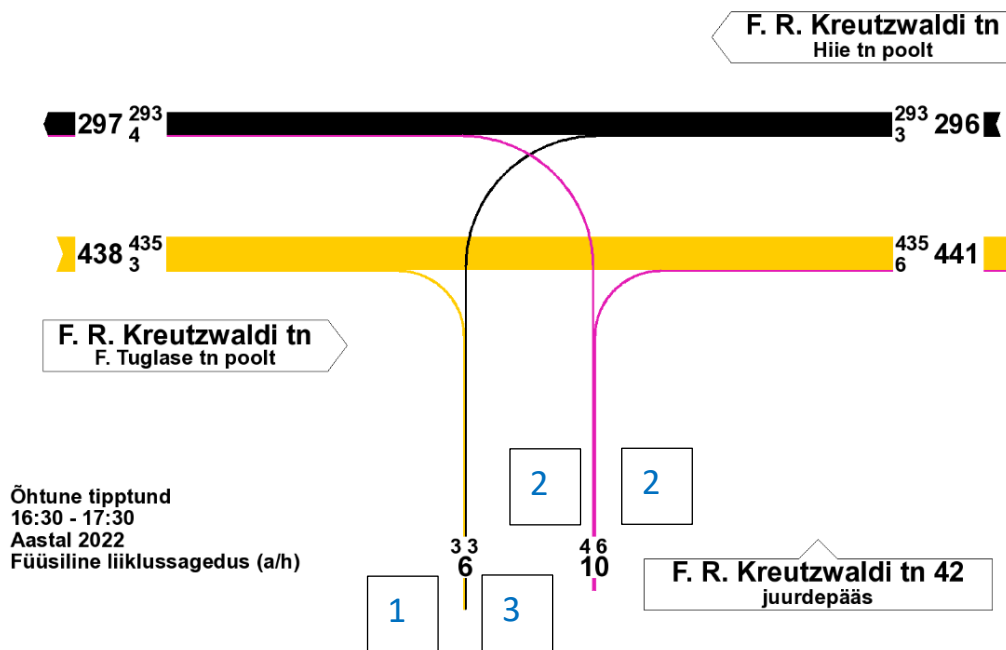 F. R. Kreutzwaldi tn
Hiie tn poolt
297 293 293 296
4 3
438 435 435 441
3 6
F. R. Kreutzwaldi tn
F. Tuglase tn poolt
2 2
Õhtune tipptund
16:30 - 17:30
Aastal 2022
Füüsiline liiklussagedus (a/h)
3 3 4 6
6 10
F. R. Kreutzwaldi tn 42
juurdepääs
1 3